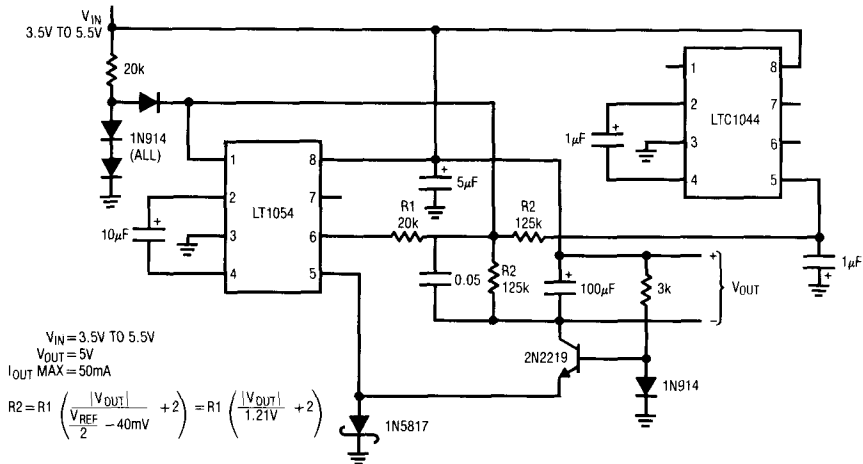 VIN
3.5V TO 5.5V
20k
1N914
(ALL)
1
2
3
4
LT1054
8
7
6
5
10µF
+
5µF
+
R1
20k
R2
125k
0.05
R2
125k
100µF
+
3k
+
VOUT
−
1µF
+
1
2
3
4
LTC1044
8
7
6
5
1µF
+
2N2219
1N914
1N5817
VIN = 3.5V TO 5.5V
VOUT = 5V
IOUT MAX = 50mA
R2 = R1 ( |VOUT| / (VREF/2 − 40mV) + 2 ) = R1 ( |VOUT| / 1.21V + 2 )